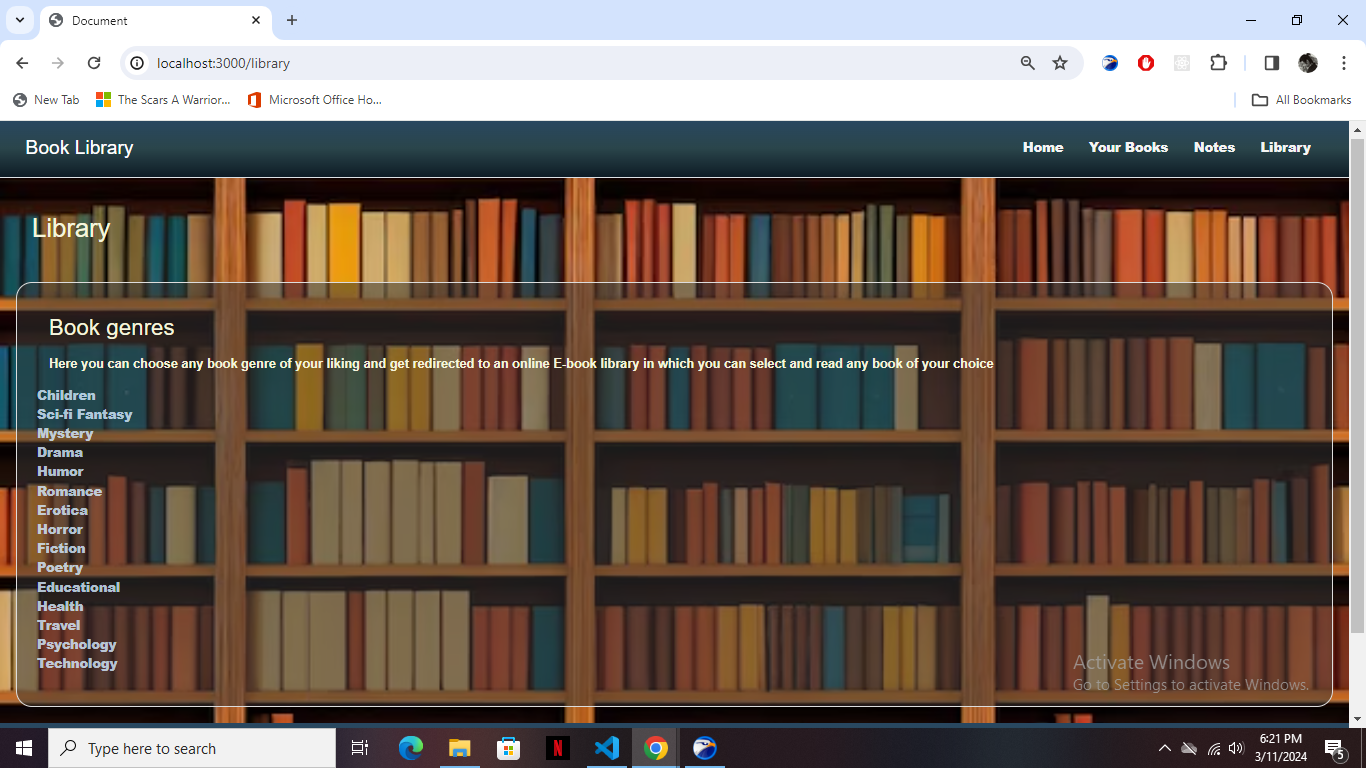 Document
localhost:3000/library
New Tab
The Scars A Warrior...
Microsoft Office Ho...
All Bookmarks
Book Library
Home
Your Books
Notes
Library
Library
Book genres
Here you can choose any book genre of your liking and get redirected to an online E-book library in which you can select and read any book of your choice
Children
Sci-fi Fantasy
Mystery
Drama
Humor
Romance
Erotica
Horror
Fiction
Poetry
Educational
Health
Travel
Psychology
Technology
Activate Windows
Go to Settings to activate Windows.
Type here to search
N
6:21 PM
3/11/2024
5